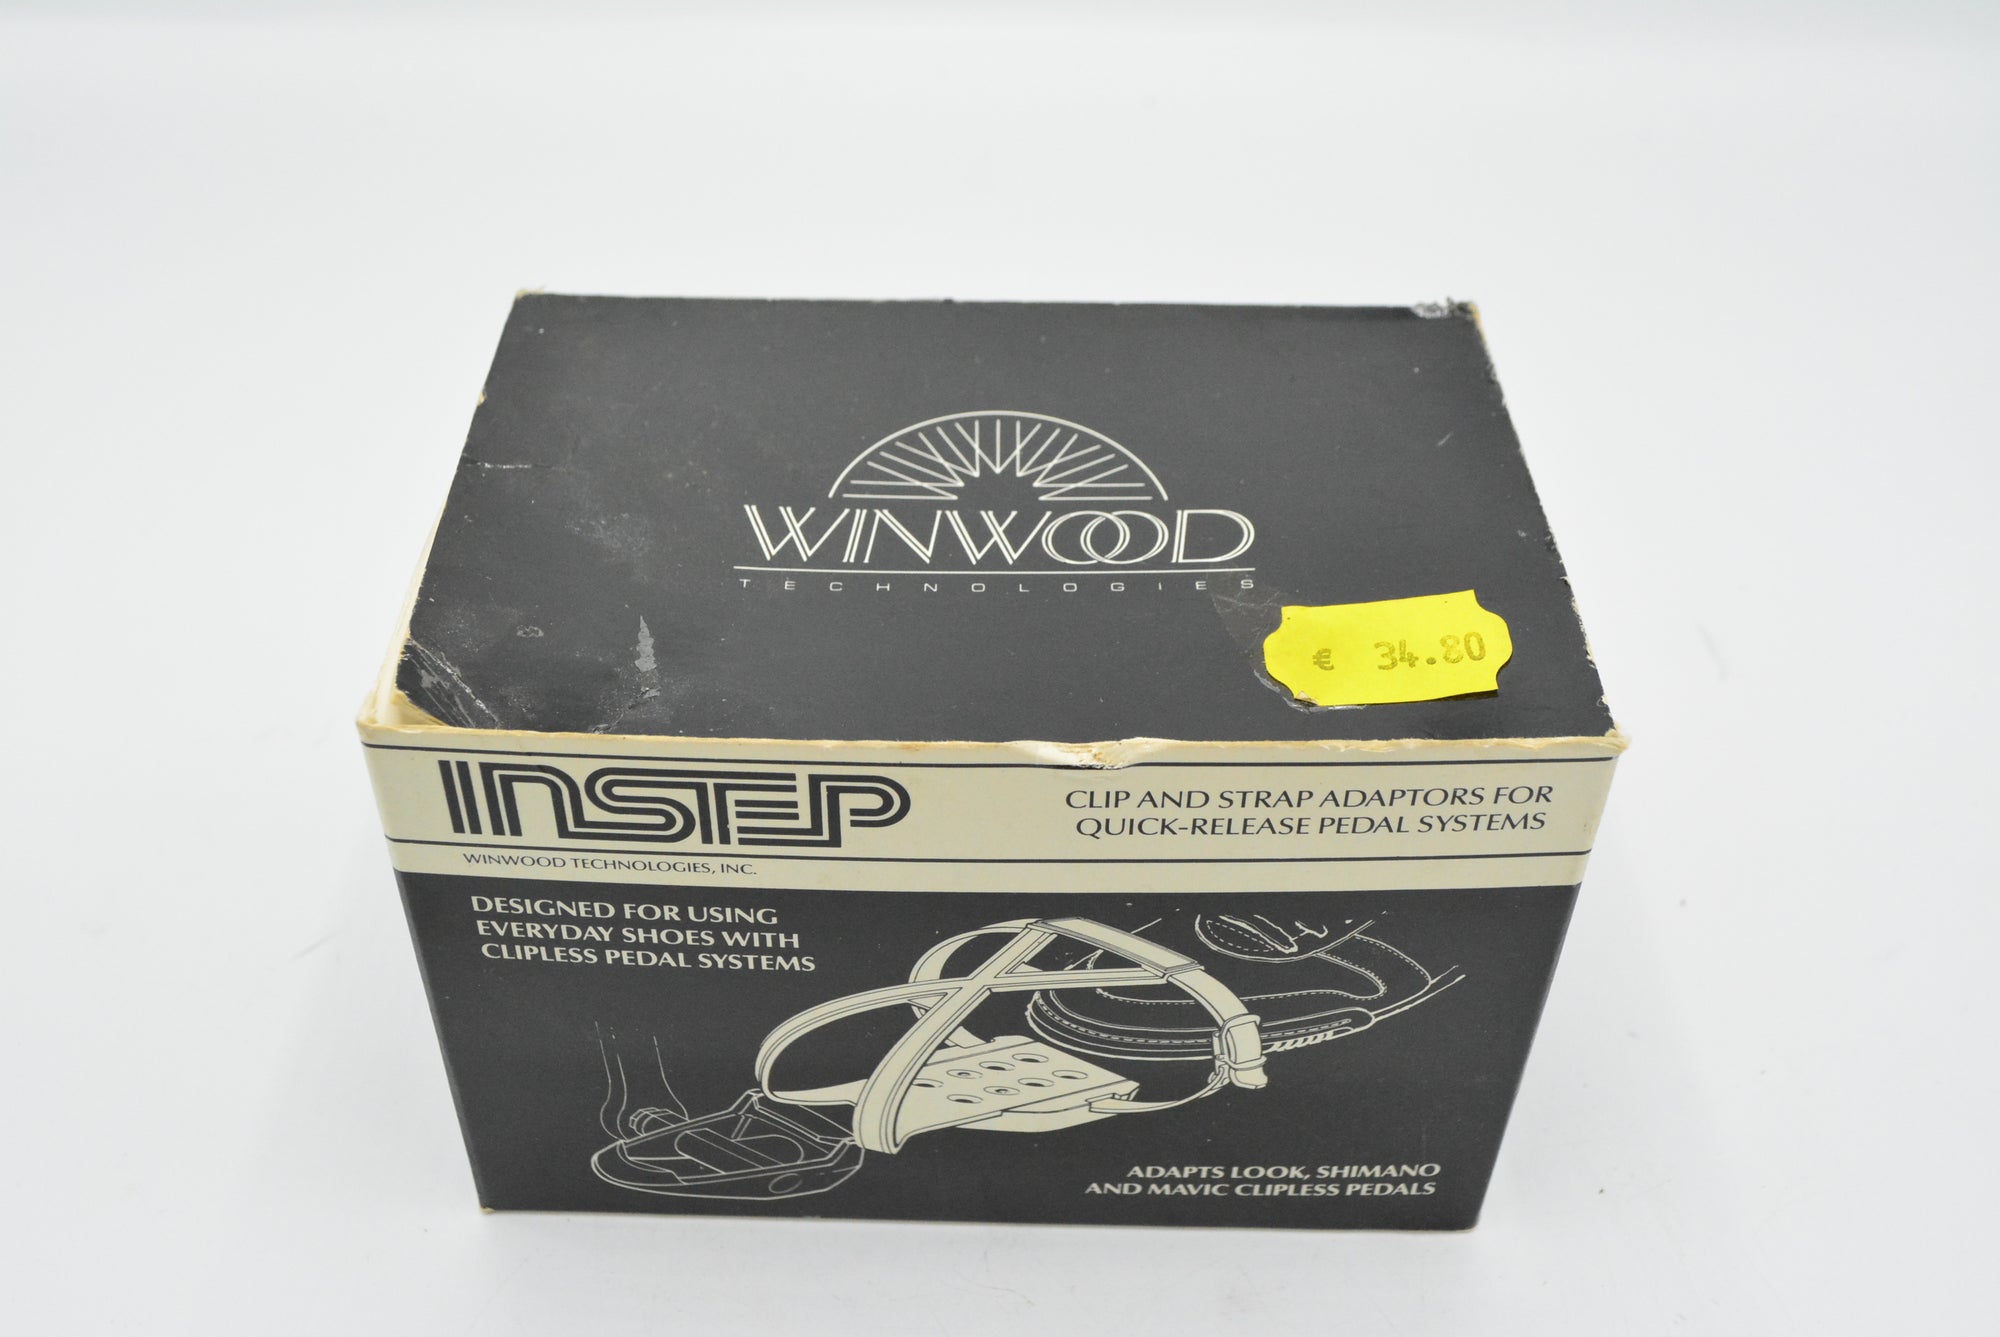 WINWOOD
TECHNOLOGIES
€ 34.80
INSTEP
CLIP AND STRAP ADAPTORS FOR
QUICK-RELEASE PEDAL SYSTEMS
WINWOOD TECHNOLOGIES, INC.
DESIGNED FOR USING
EVERYDAY SHOES WITH
CLIPLESS PEDAL SYSTEMS
ADAPTS LOOK, SHIMANO
AND MAVIC CLIPLESS PEDALS